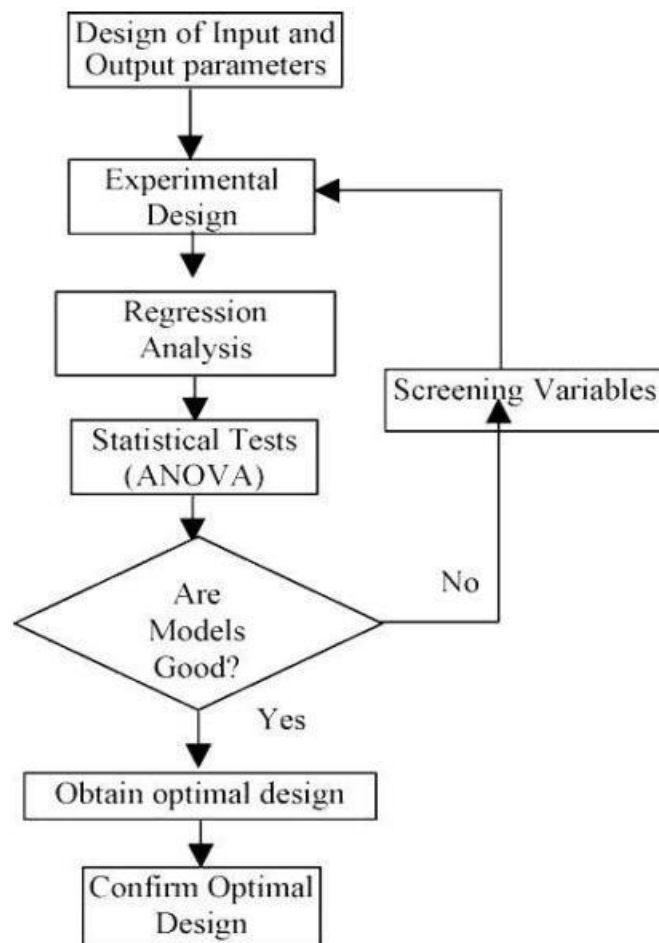 Design of Input and
Output parameters
Experimental
Design
Regression
Analysis
Screening Variables
Statistical Tests
(ANOVA)
Are
Models
Good?
No
Yes
Obtain optimal design
Confirm Optimal
Design